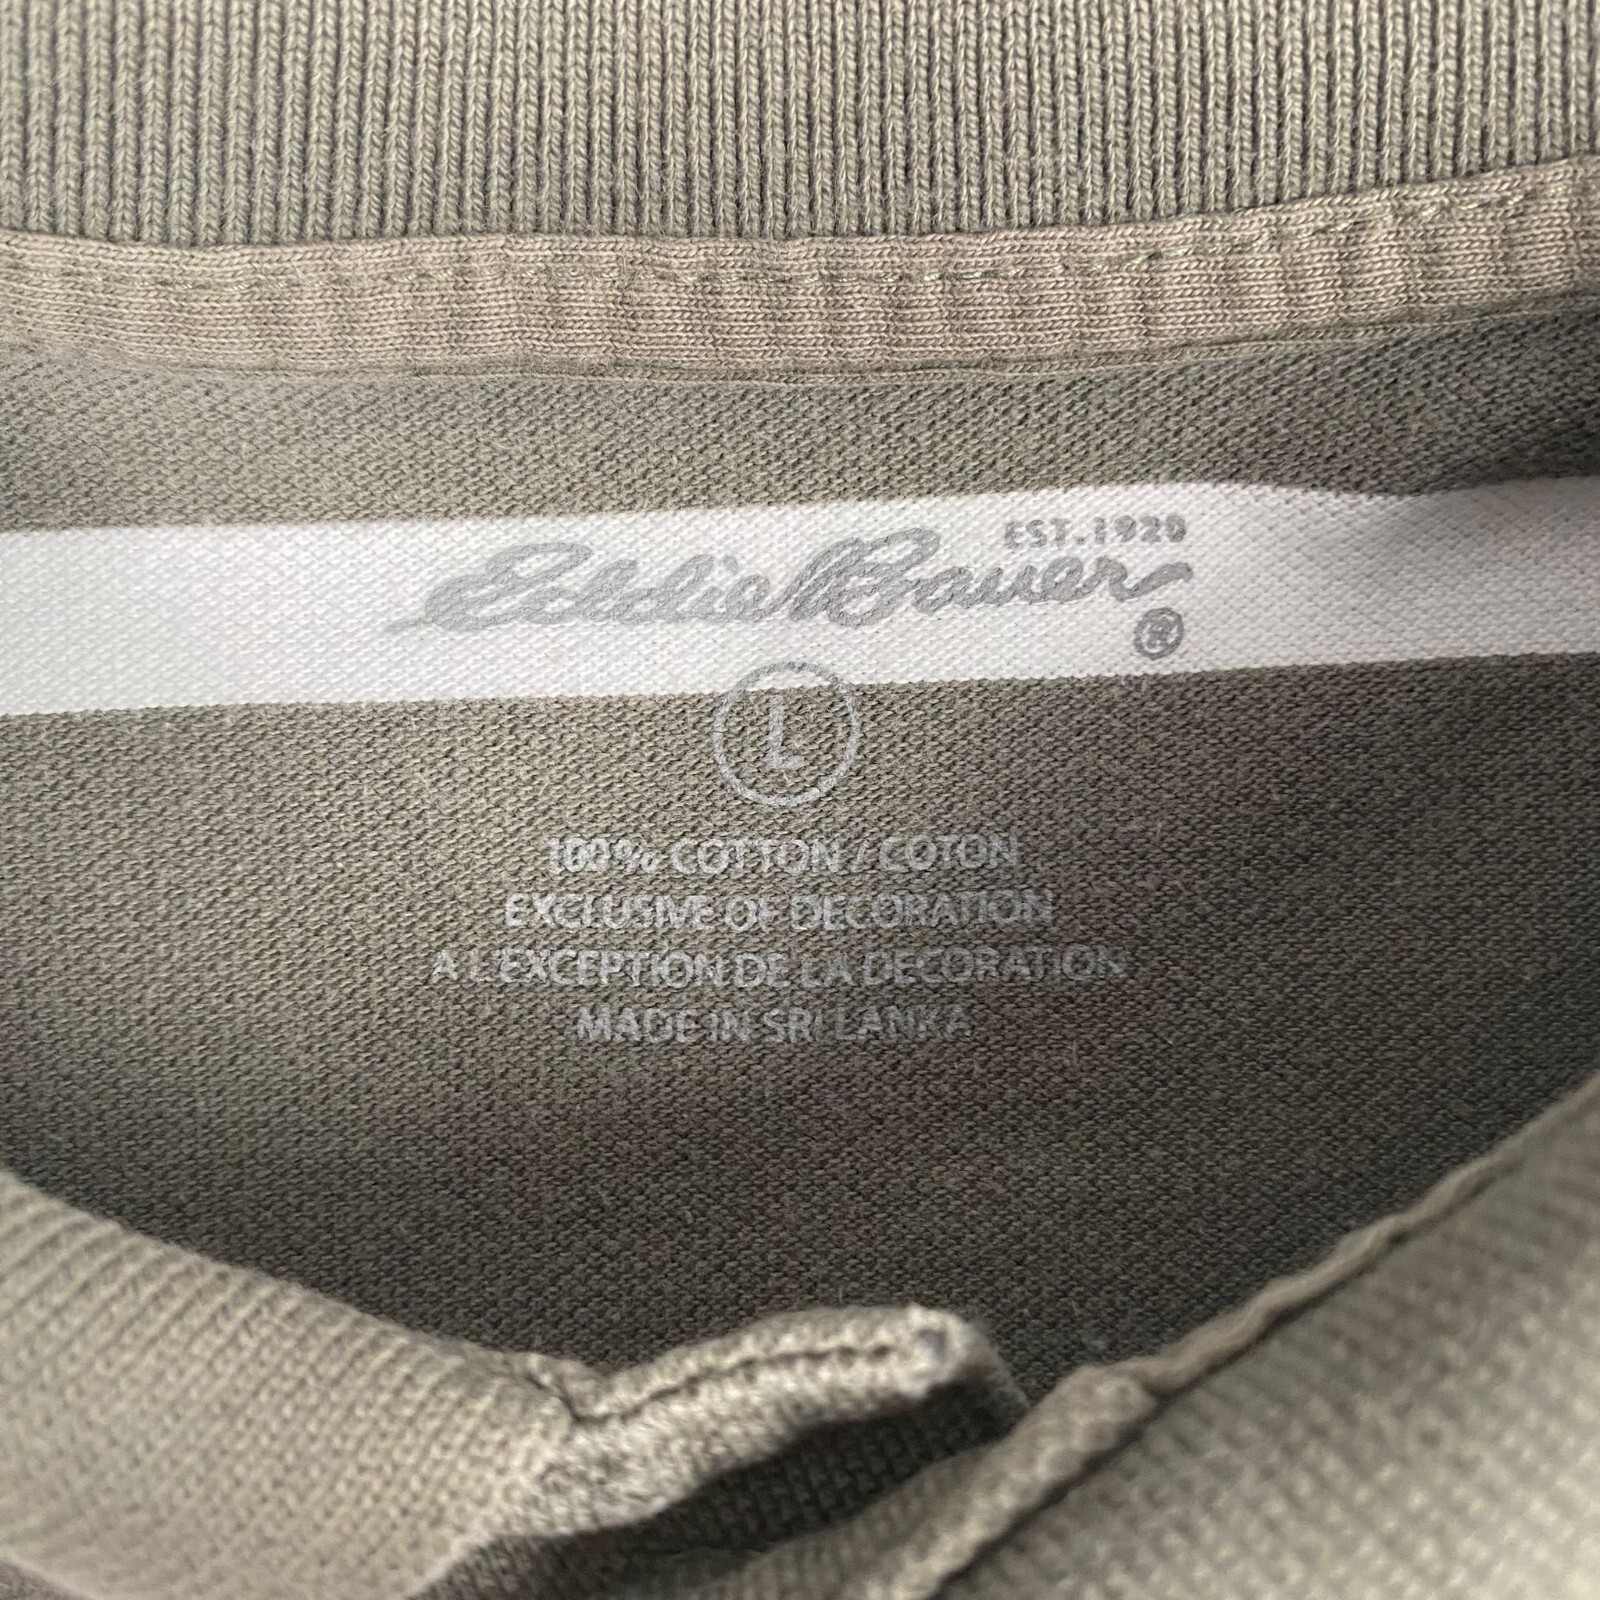 EST. 1920
Eddie Bauer
®
L
100% COTTON / COTON
EXCLUSIVE OF DECORATION
A L'EXCEPTION DE LA DECORATION
MADE IN SRI LANKA